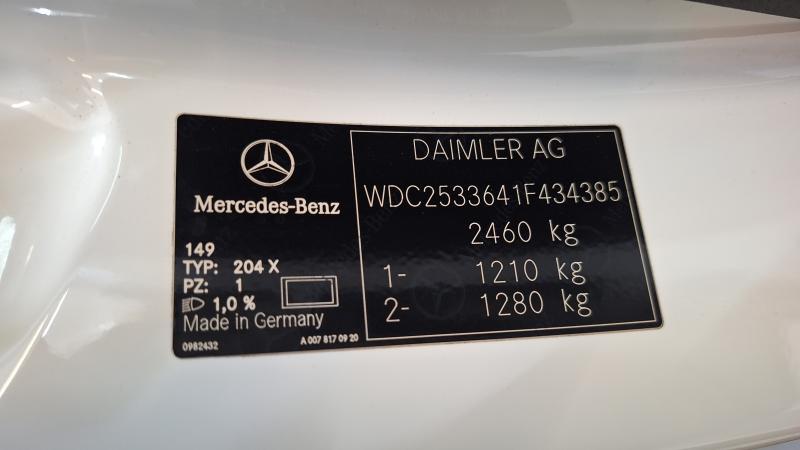 Mercedes-Benz
149
TYP: 204 X
PZ: 1
1,0 %
Made in Germany
0982432
A 007 817 09 20
DAIMLER AG
WDC2533641F434385
2460 kg
1- 1210 kg
2- 1280 kg